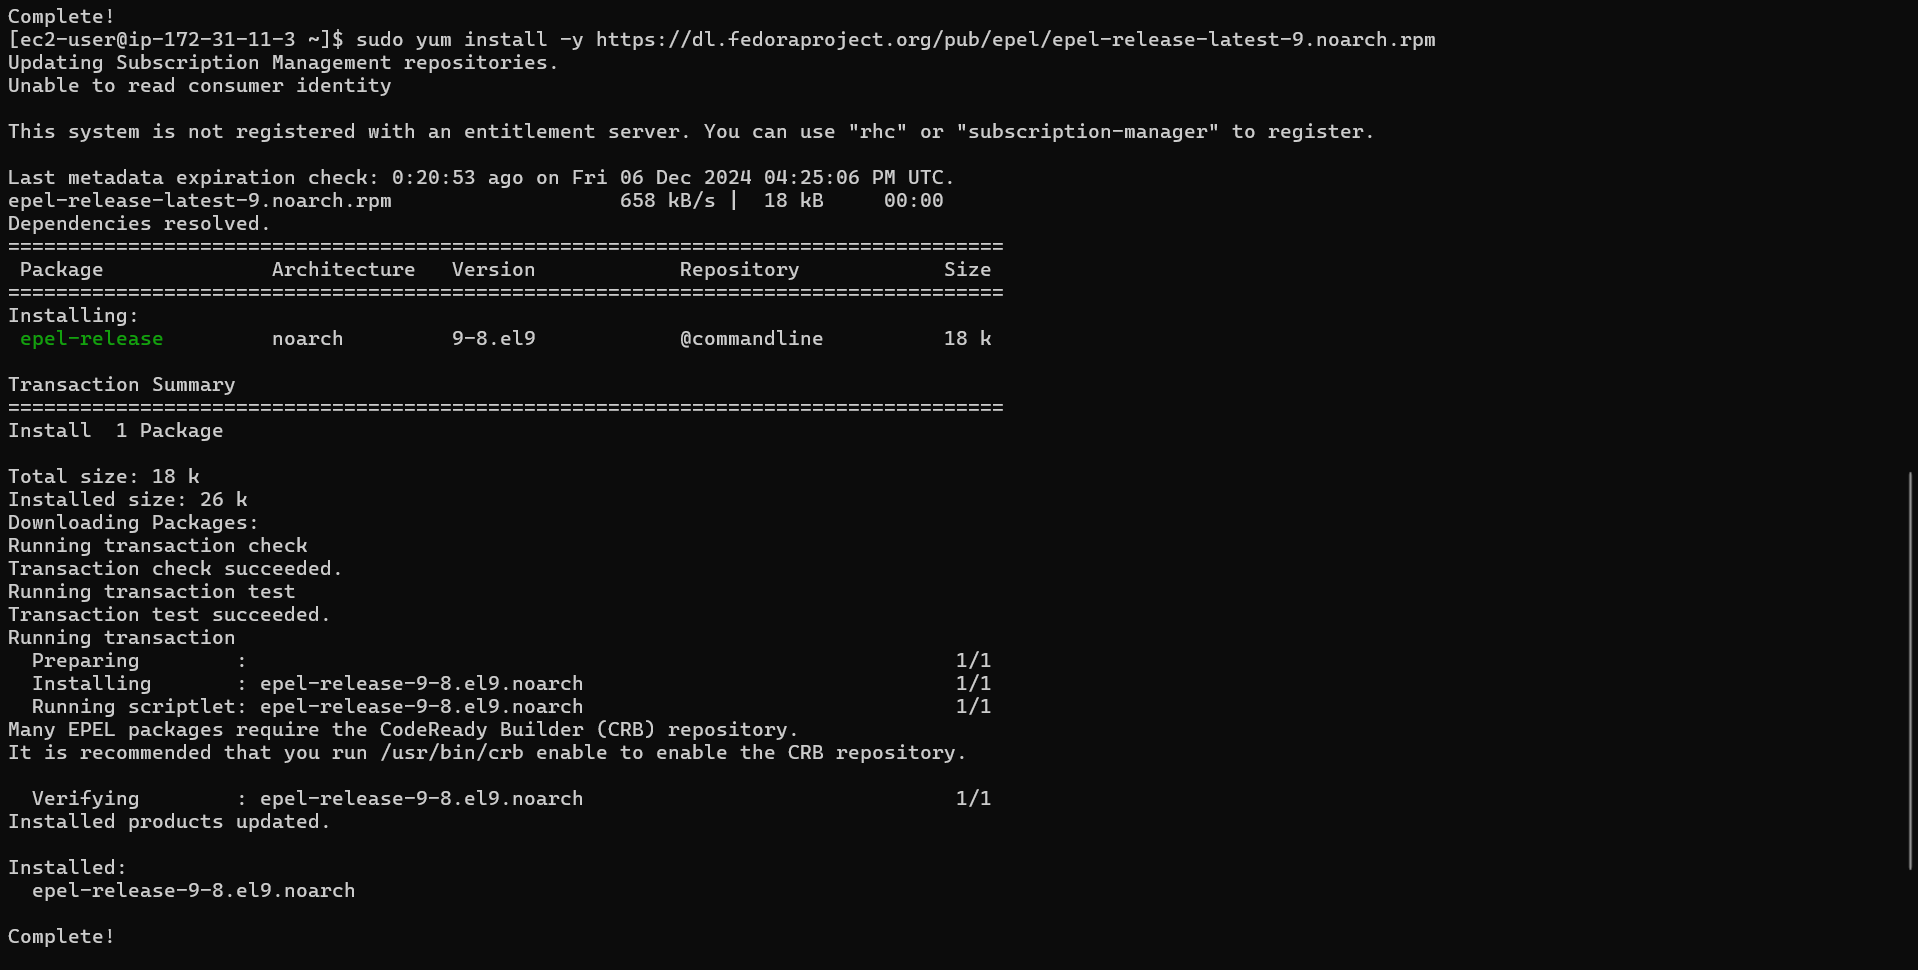 Complete!
[ec2-user@ip-172-31-11-3 ~]$ sudo yum install -y https://dl.fedoraproject.org/pub/epel/epel-release-latest-9.noarch.rpm
Updating Subscription Management repositories.
Unable to read consumer identity

This system is not registered with an entitlement server. You can use "rhc" or "subscription-manager" to register.

Last metadata expiration check: 0:20:53 ago on Fri 06 Dec 2024 04:25:06 PM UTC.
epel-release-latest-9.noarch.rpm                   658 kB/s |  18 kB     00:00
Dependencies resolved.
===================================================================================
 Package              Architecture   Version            Repository            Size
===================================================================================
Installing:
 epel-release         noarch         9-8.el9            @commandline          18 k

Transaction Summary
===================================================================================
Install  1 Package

Total size: 18 k
Installed size: 26 k
Downloading Packages:
Running transaction check
Transaction check succeeded.
Running transaction test
Transaction test succeeded.
Running transaction
  Preparing        :                                                           1/1
  Installing       : epel-release-9-8.el9.noarch                               1/1
  Running scriptlet: epel-release-9-8.el9.noarch                               1/1
Many EPEL packages require the CodeReady Builder (CRB) repository.
It is recommended that you run /usr/bin/crb enable to enable the CRB repository.

  Verifying        : epel-release-9-8.el9.noarch                               1/1
Installed products updated.

Installed:
  epel-release-9-8.el9.noarch

Complete!